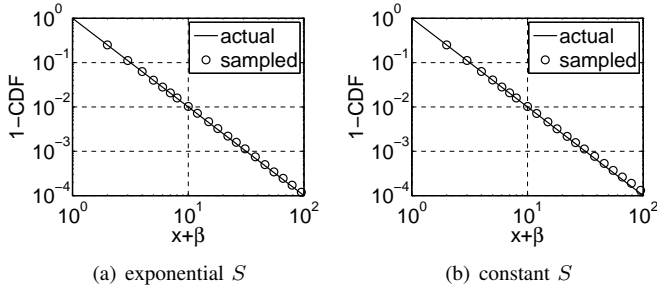 10^0
10^-1
10^-2
10^-3
10^-4
1−CDF
actual
sampled
10^0
10^1
10^2
x+β
(a) exponential S
10^0
10^-1
10^-2
10^-3
10^-4
1−CDF
actual
sampled
10^0
10^1
10^2
x+β
(b) constant S